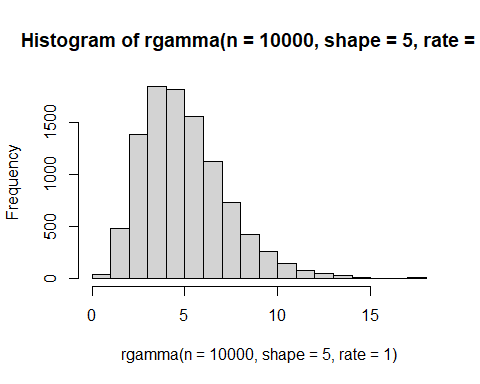 Histogram of rgamma(n = 10000, shape = 5, rate =
Frequency
1500
1000
500
0
0 5 10 15
rgamma(n = 10000, shape = 5, rate = 1)